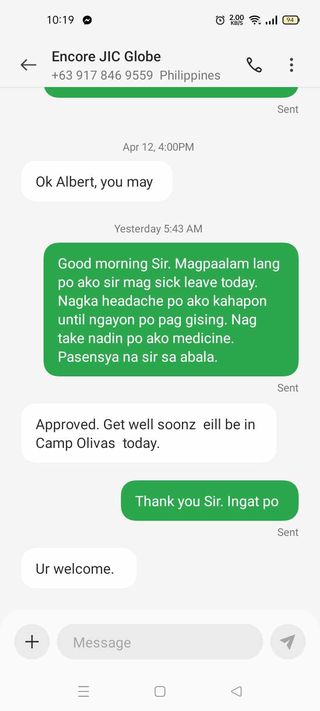 10:19
2.00
KB/S
94
Encore JIC Globe
+63 917 846 9559 Philippines
Sent
Apr 12, 4:00PM
Ok Albert, you may
Yesterday 5:43 AM
Good morning Sir. Magpaalam lang
po ako sir mag sick leave today.
Nagka headache po ako kahapon
until ngayon po pag gising. Nag
take nadin po ako medicine.
Pasensya na sir sa abala.
Sent
Approved. Get well soonz eill be in
Camp Olivas today.
Thank you Sir. Ingat po
Sent
Ur welcome.
Message